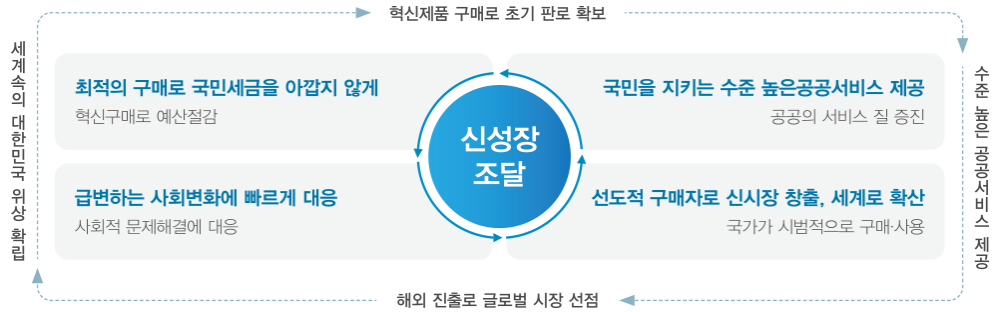 혁신제품 구매로 초기 판로 확보
세계속의 대한민국 위상 확립
최적의 구매로 국민세금을 아깝지 않게
혁신구매로 예산절감
국민을 지키는 수준 높은공공서비스 제공
공공의 서비스 질 증진
신성장
조달
급변하는 사회변화에 빠르게 대응
사회적 문제해결에 대응
선도적 구매자로 신시장 창출, 세계로 확산
국가가 시범적으로 구매·사용
수준 높은 공공서비스 제공
해외 진출로 글로벌 시장 선점